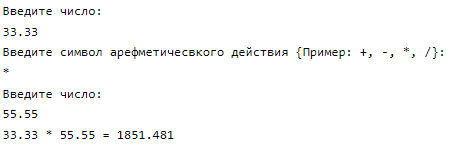 Введите число:
33.33
Введите символ арефметичесвкого действия {Пример: +, -, *, /}:
*
Введите число:
55.55
33.33 * 55.55 = 1851.481